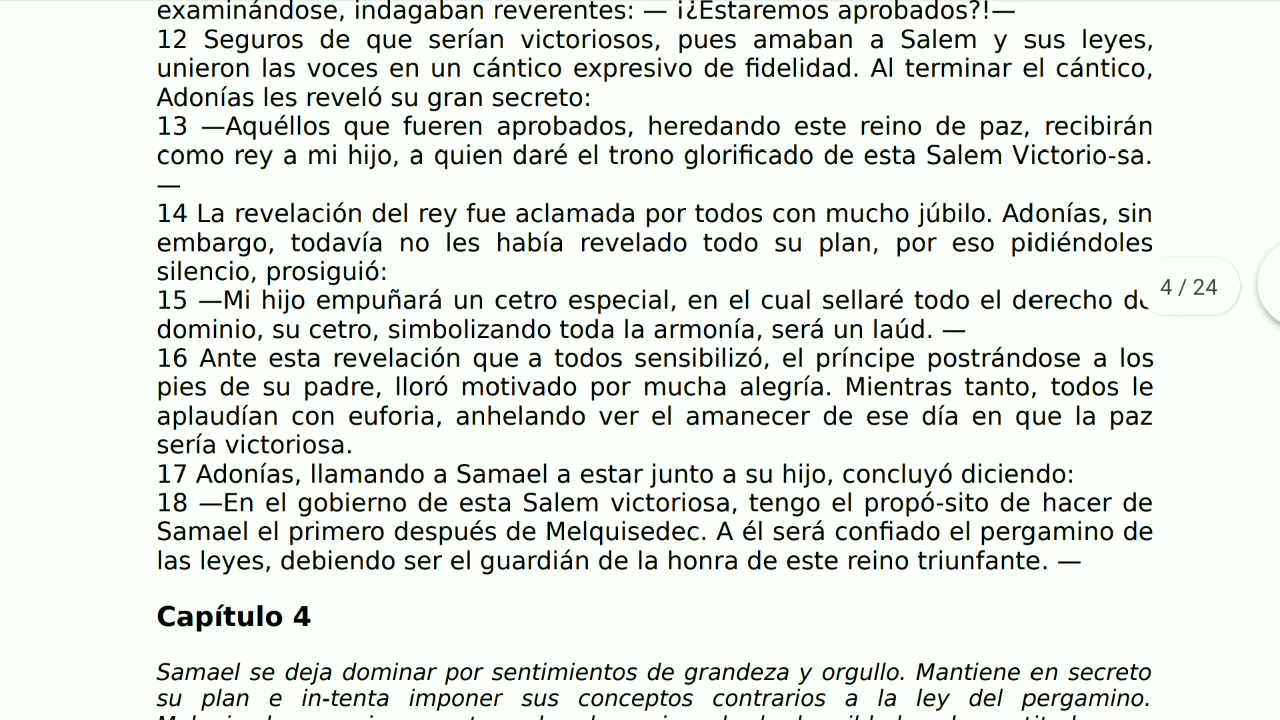 examinándose, indagaban reverentes: — ¡¿Estaremos aprobados?!—
12 Seguros de que serían victoriosos, pues amaban a Salem y sus leyes,
unieron las voces en un cántico expresivo de fidelidad. Al terminar el cántico,
Adonías les reveló su gran secreto:
13 —Aquéllos que fueren aprobados, heredando este reino de paz, recibirán
como rey a mi hijo, a quien daré el trono glorificado de esta Salem Victorio-sa.
—
14 La revelación del rey fue aclamada por todos con mucho júbilo. Adonías, sin
embargo, todavía no les había revelado todo su plan, por eso pidiéndoles
silencio, prosiguió:
15 —Mi hijo empuñará un cetro especial, en el cual sellaré todo el derecho de
4 / 24
dominio, su cetro, simbolizando toda la armonía, será un laúd. —
16 Ante esta revelación que a todos sensibilizó, el príncipe postrándose a los
pies de su padre, lloró motivado por mucha alegría. Mientras tanto, todos le
aplaudían con euforia, anhelando ver el amanecer de ese día en que la paz
sería victoriosa.
17 Adonías, llamando a Samael a estar junto a su hijo, concluyó diciendo:
18 —En el gobierno de esta Salem victoriosa, tengo el propó-sito de hacer de
Samael el primero después de Melquisedec. A él será confiado el pergamino de
las leyes, debiendo ser el guardián de la honra de este reino triunfante. —
Capítulo 4
Samael se deja dominar por sentimientos de grandeza y orgullo. Mantiene en secreto
su plan e in-tenta imponer sus conceptos contrarios a la ley del pergamino.